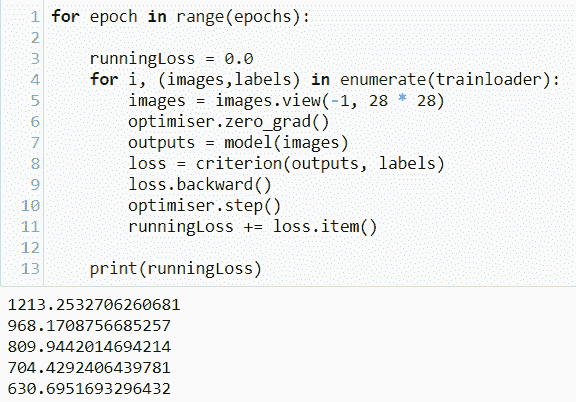 1 for epoch in range(epochs):
2
3     runningLoss = 0.0
4     for i, (images,labels) in enumerate(trainloader):
5         images = images.view(-1, 28 * 28)
6         optimiser.zero_grad()
7         outputs = model(images)
8         loss = criterion(outputs, labels)
9         loss.backward()
10         optimiser.step()
11         runningLoss += loss.item()
12
13     print(runningLoss)
1213.2532706260681
968.1708755685257
809.9442014694214
704.4292406439781
630.6951693296432